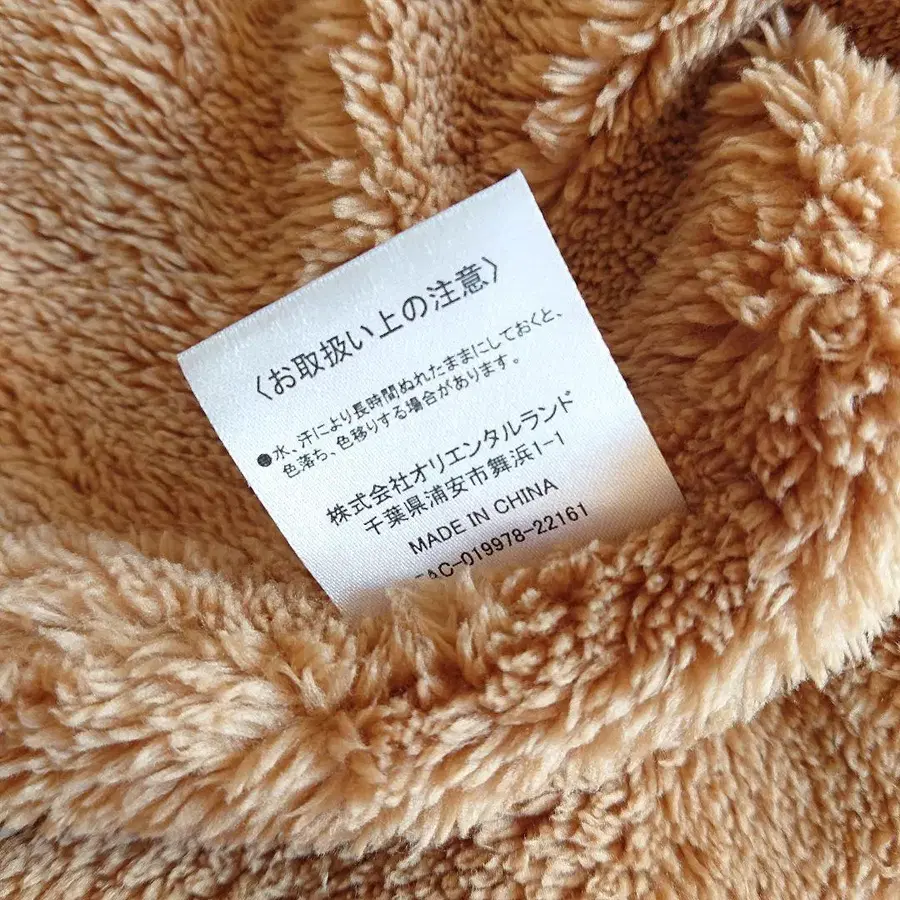 〈お取扱い上の注意〉
●水、汗により長時間ぬれたままにしておくと、
色落ち、色移りする場合があります。
株式会社オリエンタルランド
千葉県浦安市舞浜1-1
MADE IN CHINA
FAC-019978-22161